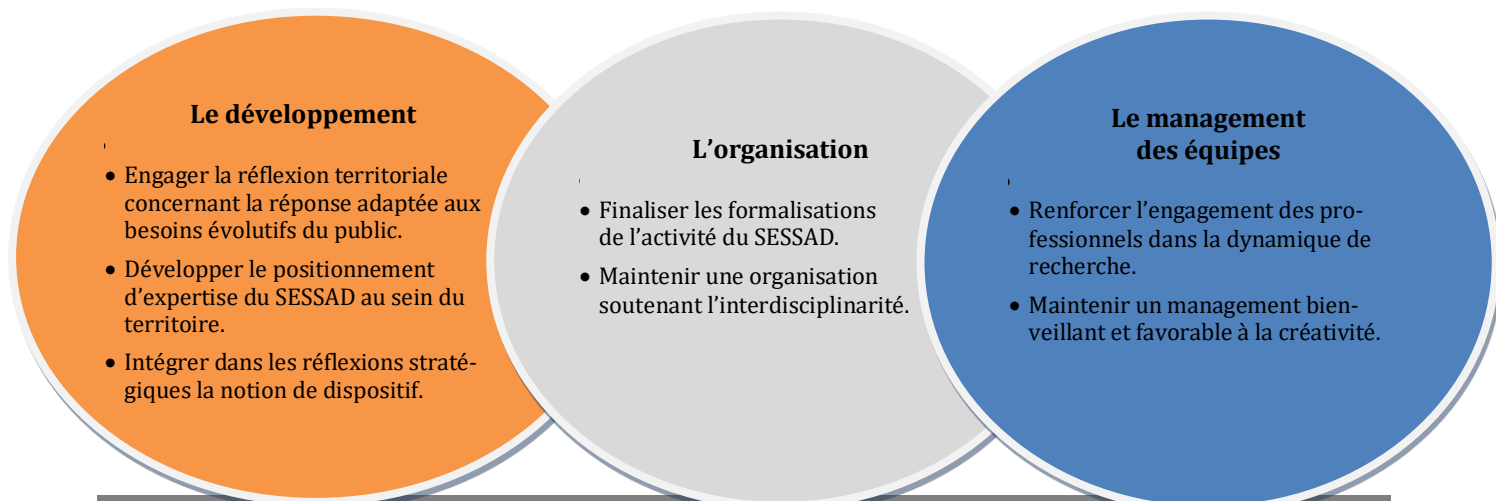 Le développement
• Engager la réflexion territoriale
concernant la réponse adaptée aux
besoins évolutifs du public.
• Développer le positionnement
d’expertise du SESSAD au sein du
territoire.
• Intégrer dans les réflexions straté-
giques la notion de dispositif.
L’organisation
• Finaliser les formalisations
de l’activité du SESSAD.
• Maintenir une organisation
soutenant l’interdisciplinarité.
Le management
des équipes
• Renforcer l’engagement des pro-
fessionnels dans la dynamique de
recherche.
• Maintenir un management bien-
veillant et favorable à la créativité.